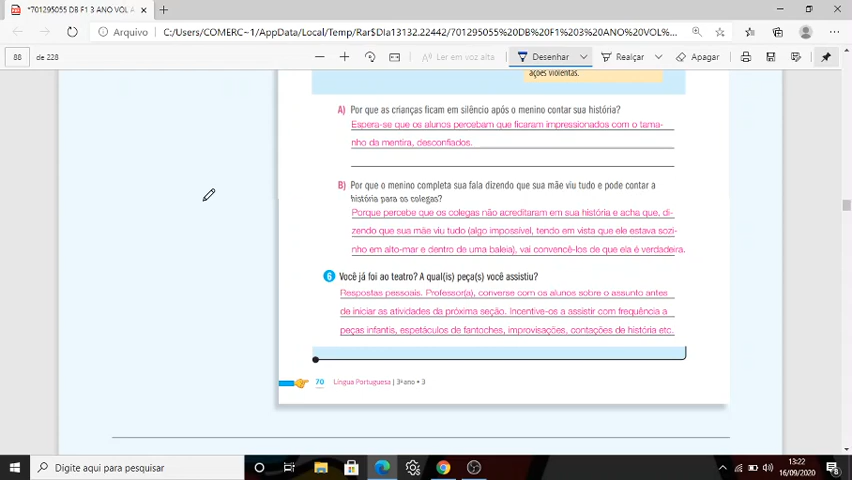 *701295055 DB F1 3 ANO VOL A
Arquivo
C:/Users/COMERC~1/AppData/Local/Temp/Rar$DIa13132.22442/701295055%20DB%20F1%203%20ANO%20VOL%...
88
de 228
Ler em voz alta
Desenhar
Realçar
Apagar
ações violentas.
A) Por que as crianças ficam em silêncio após o menino contar sua história?
Espera-se que os alunos percebam que ficaram impressionados com o tama-
nho da mentira, desconfiados.
B) Por que o menino completa sua fala dizendo que sua mãe viu tudo e pode contar a
história para os colegas?
Porque percebe que os colegas não acreditaram em sua história e acha que, di-
zendo que sua mãe viu tudo (algo impossível, tendo em vista que ele estava sozi-
nho em alto-mar e dentro de uma baleia), vai convencê-los de que ela é verdadeira.
6 Você já foi ao teatro? A qual(is) peça(s) você assistiu?
Respostas pessoais. Professor(a), converse com os alunos sobre o assunto antes
de iniciar as atividades da próxima seção. Incentive-os a assistir com frequência a
peças infantis, espetáculos de fantoches, improvisações, contações de história etc.
70 Língua Portuguesa | 3º ano • 3
Digite aqui para pesquisar
13:22
16/09/2020
8